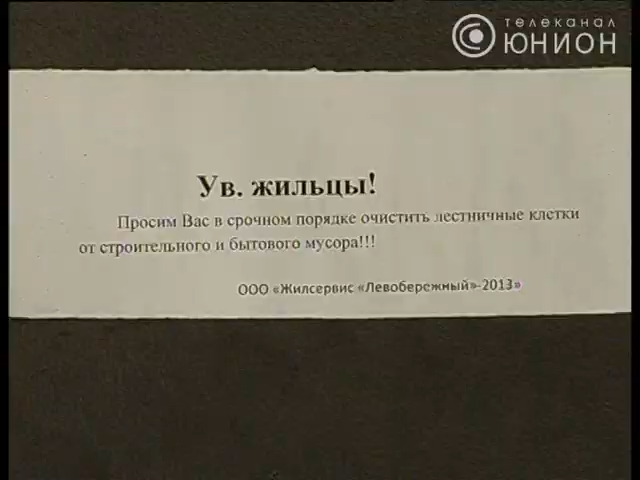 ТЕЛЕКАНАЛ
ЮНИОН
Ув. жильцы!
Просим Вас в срочном порядке очистить лестничные клетки
от строительного и бытового мусора!!!
ООО «Жилсервис «Левобережный»-2013»